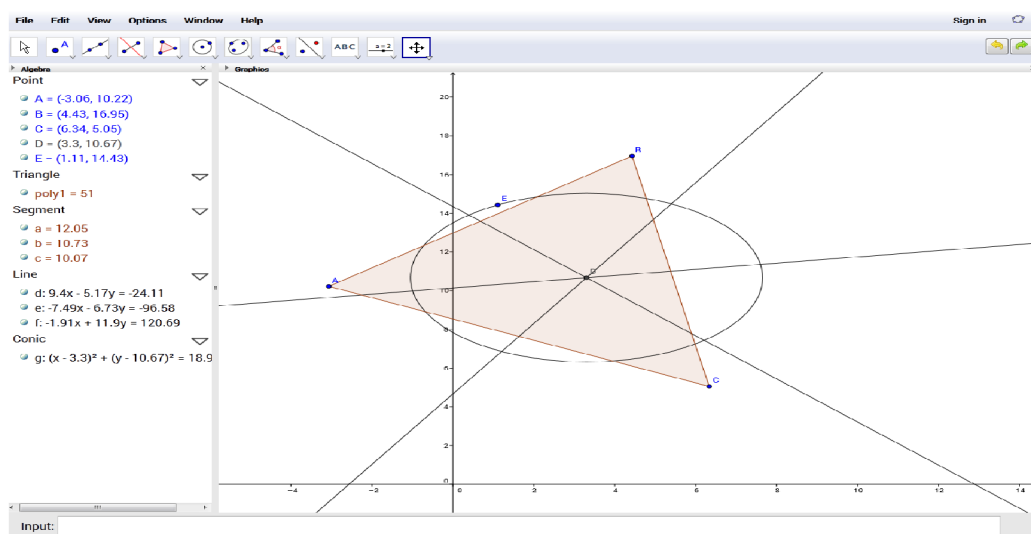 File Edit View Options Window Help Sign in
ABC a=2
Algebra × Graphics
Point
A = (-3.06, 10.22)
B = (4.43, 16.95)
C = (6.34, 5.05)
D = (3.3, 10.67)
E = (1.11, 14.43)
Triangle
poly1 = 51
Segment
a = 12.05
b = 10.73
c = 10.07
Line
d: 9.4x - 5.17y = -24.11
e: -7.49x - 6.73y = -96.58
f: -1.91x + 11.9y = 120.69
Conic
g: (x - 3.3)² + (y - 10.67)² = 18.9
20
18
16
14
12
10
8
6
4
2
0
-4 -2 0 2 4 6 8 10 12 14
A
B
C
D
E
Input: